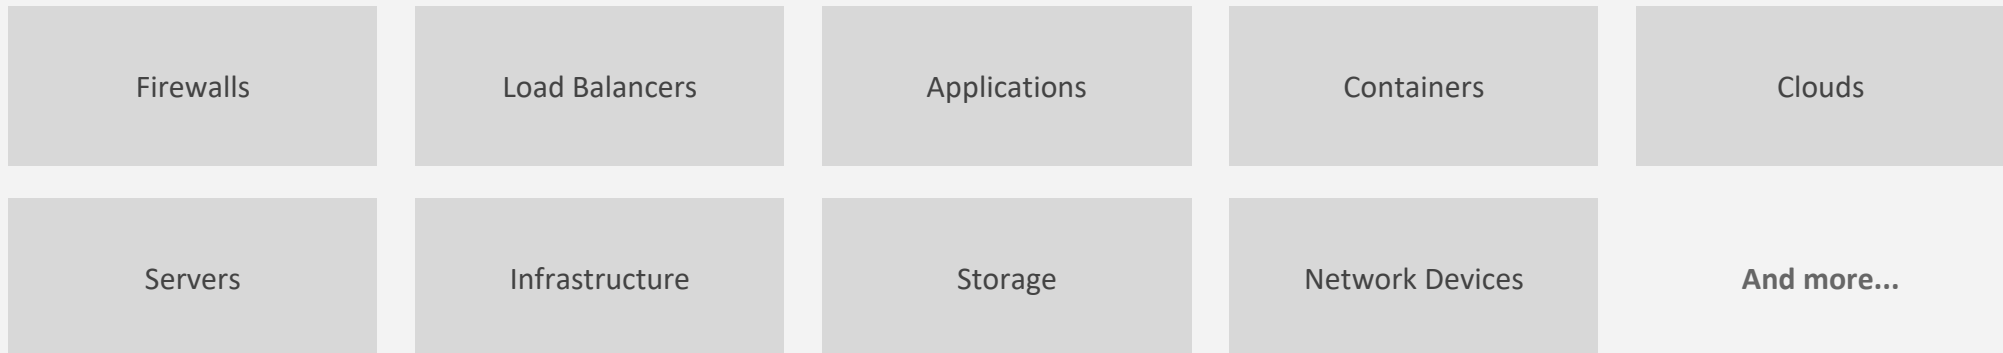 Firewalls
Load Balancers
Applications
Containers
Clouds
Servers
Infrastructure
Storage
Network Devices
And more...